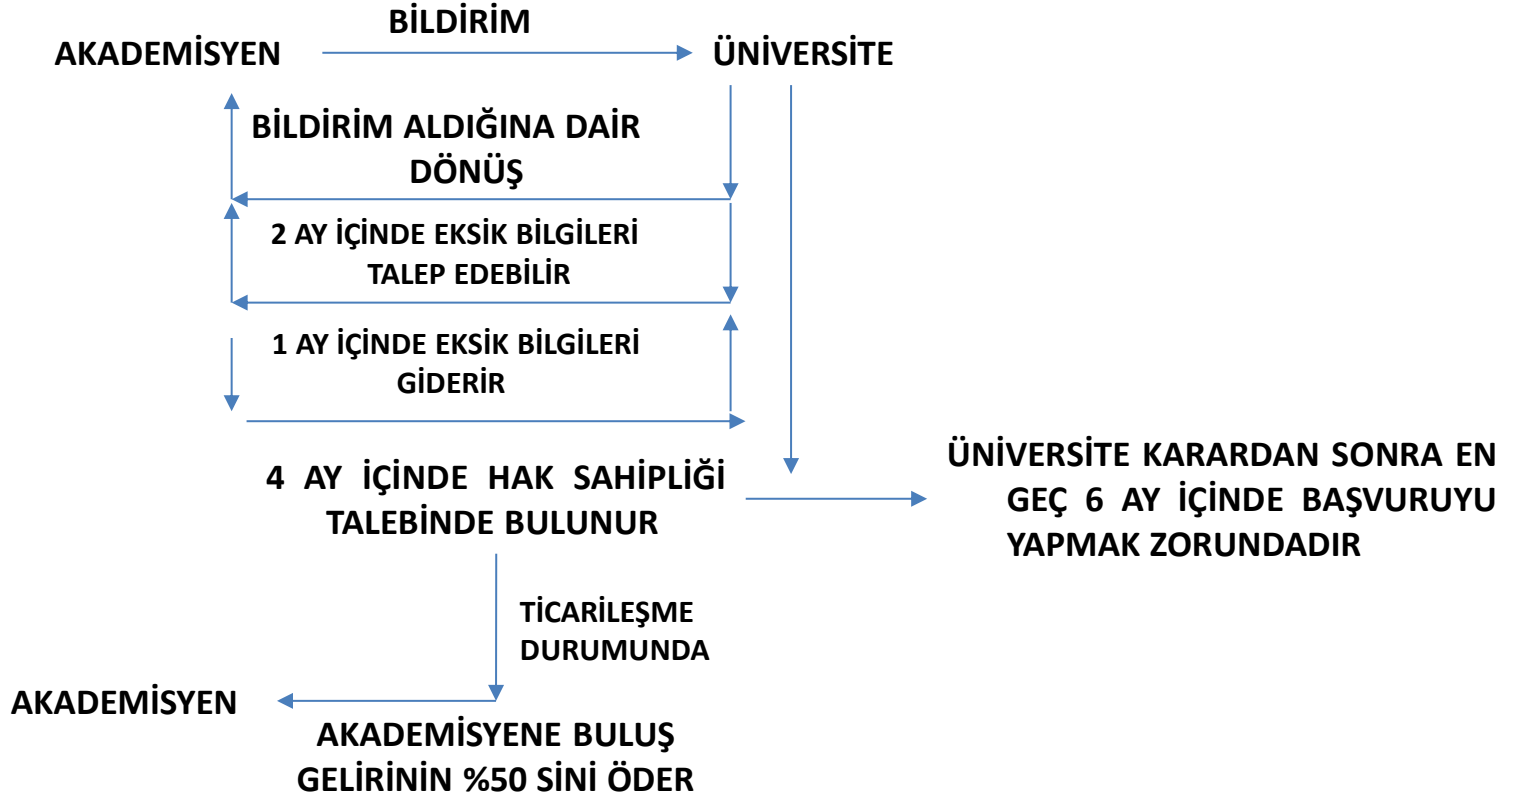 BİLDİRİM
AKADEMİSYEN
ÜNİVERSİTE
BİLDİRİM ALDIĞINA DAİR
DÖNÜŞ
2 AY İÇİNDE EKSİK BİLGİLERİ
TALEP EDEBİLİR
1 AY İÇİNDE EKSİK BİLGİLERİ
GİDERİR
4 AY İÇİNDE HAK SAHİPLİĞİ
TALEBİNDE BULUNUR
ÜNİVERSİTE KARARDAN SONRA EN
GEÇ 6 AY İÇİNDE BAŞVURUYU
YAPMAK ZORUNDADIR
TİCARİLEŞME
DURUMUNDA
AKADEMİSYEN
AKADEMİSYENE BULUŞ
GELİRİNİN %50 SİNİ ÖDER